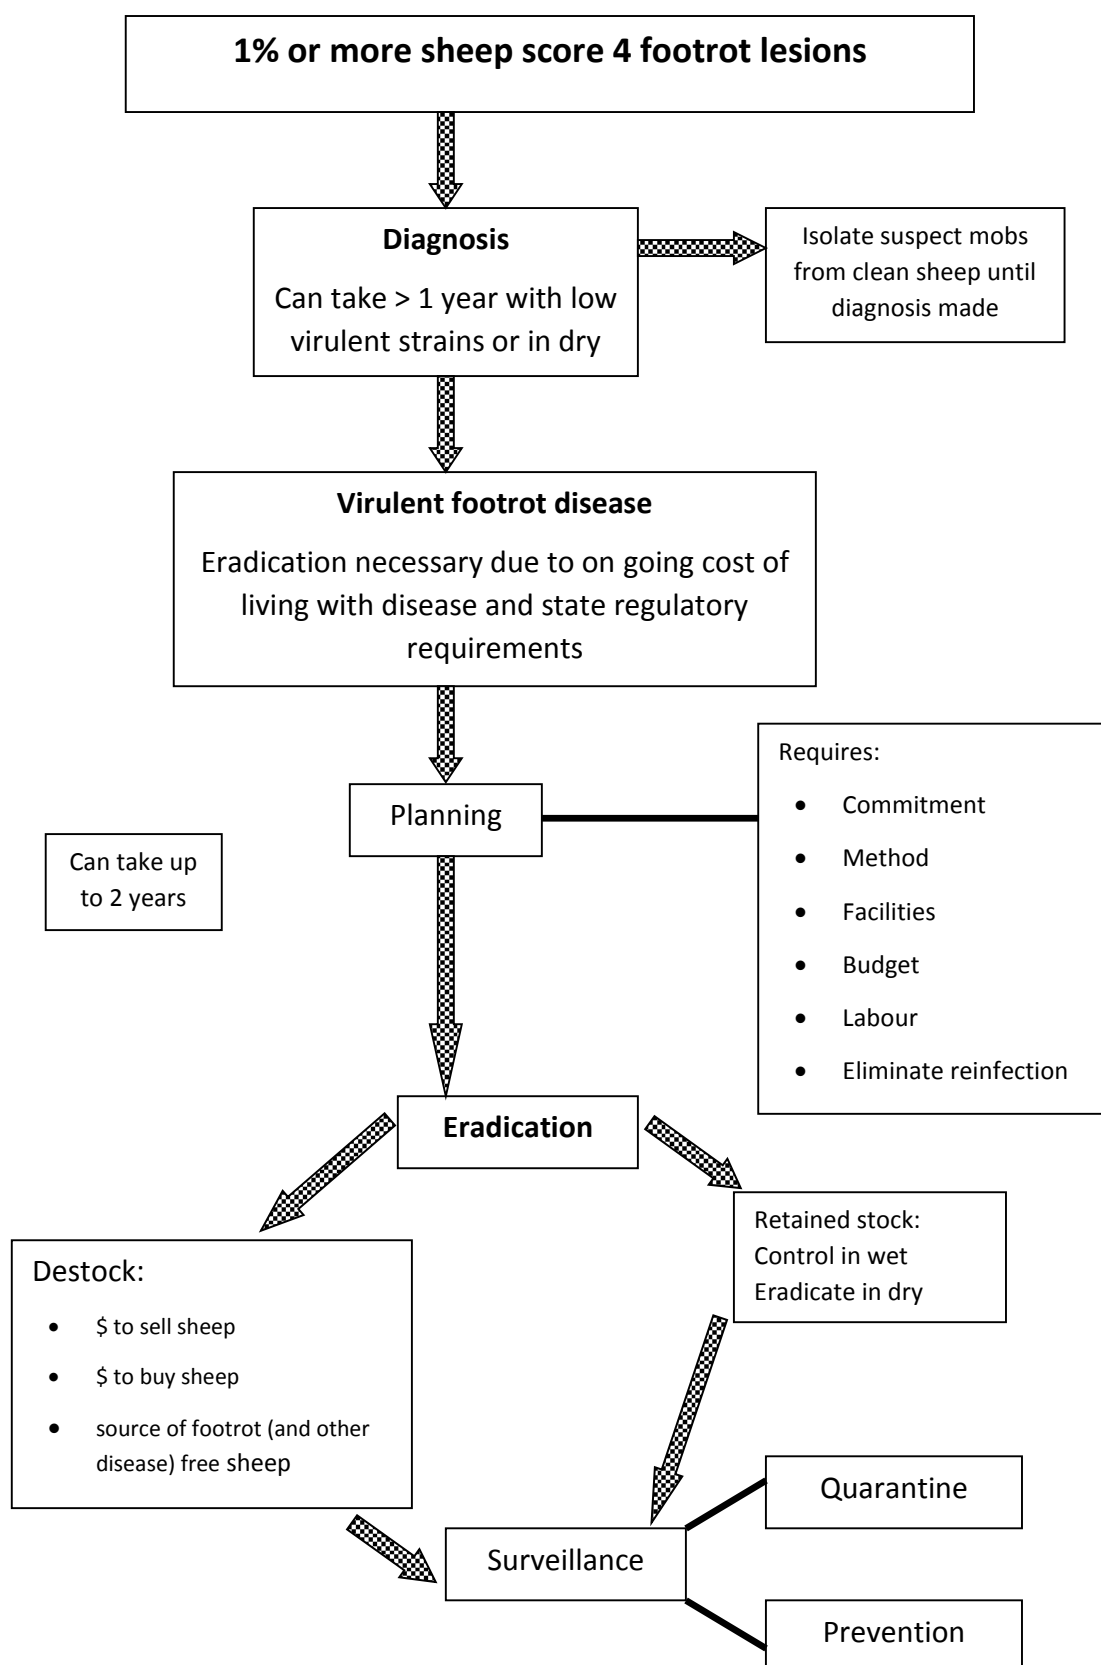 1% or more sheep score 4 footrot lesions
Diagnosis
Can take > 1 year with low
virulent strains or in dry
Isolate suspect mobs
from clean sheep until
diagnosis made
Virulent footrot disease
Eradication necessary due to on going cost of
living with disease and state regulatory
requirements
Planning
Requires:
• Commitment
• Method
• Facilities
• Budget
• Labour
• Eliminate reinfection
Can take up
to 2 years
Eradication
Destock:
• $ to sell sheep
• $ to buy sheep
• source of footrot (and other
disease) free sheep
Retained stock:
Control in wet
Eradicate in dry
Surveillance
Quarantine
Prevention